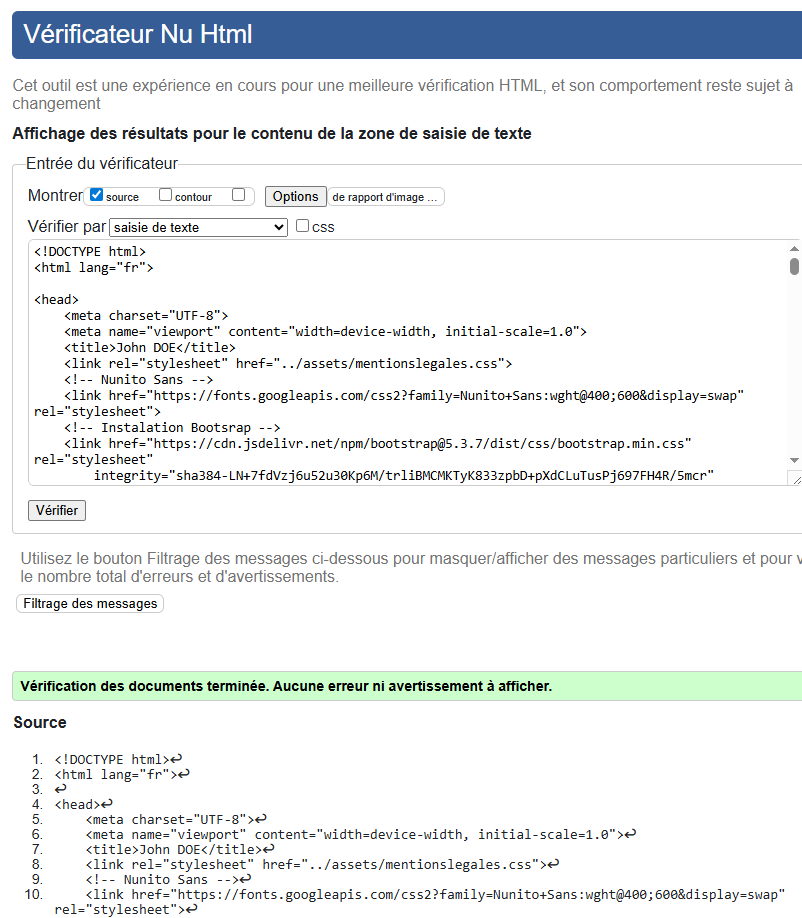 Vérificateur Nu Html
Cet outil est une expérience en cours pour une meilleure vérification HTML, et son comportement reste sujet à
changement
Affichage des résultats pour le contenu de la zone de saisie de texte
Entrée du vérificateur
Montrer source contour Options de rapport d'image ...
Vérifier par saisie de texte css
<!DOCTYPE html>
<html lang="fr">
<head>
<meta charset="UTF-8">
<meta name="viewport" content="width=device-width, initial-scale=1.0">
<title>John DOE</title>
<link rel="stylesheet" href="../assets/mentionslegales.css">
<!-- Nunito Sans -->
<link href="https://fonts.googleapis.com/css2?family=Nunito+Sans:wght@400;600&display=swap"
rel="stylesheet">
<!-- Instalation Bootsrap -->
<link href="https://cdn.jsdelivr.net/npm/bootstrap@5.3.7/dist/css/bootstrap.min.css"
rel="stylesheet"
integrity="sha384-LN+7fdVzj6u52u30Kp6M/trliBMCMKTyK833zpbD+pXdCLuTusPj697FH4R/5mcr"
Vérifier
Utilisez le bouton Filtrage des messages ci-dessous pour masquer/afficher des messages particuliers et pour v
le nombre total d'erreurs et d'avertissements.
Filtrage des messages
Vérification des documents terminée. Aucune erreur ni avertissement à afficher.
Source
1. <!DOCTYPE html>↩
2. <html lang="fr">↩
3. ↩
4. <head>↩
5. <meta charset="UTF-8">↩
6. <meta name="viewport" content="width=device-width, initial-scale=1.0">↩
7. <title>John DOE</title>↩
8. <link rel="stylesheet" href="../assets/mentionslegales.css">↩
9. <!-- Nunito Sans -->↩
10. <link href="https://fonts.googleapis.com/css2?family=Nunito+Sans:wght@400;600&display=swap"
rel="stylesheet">↩